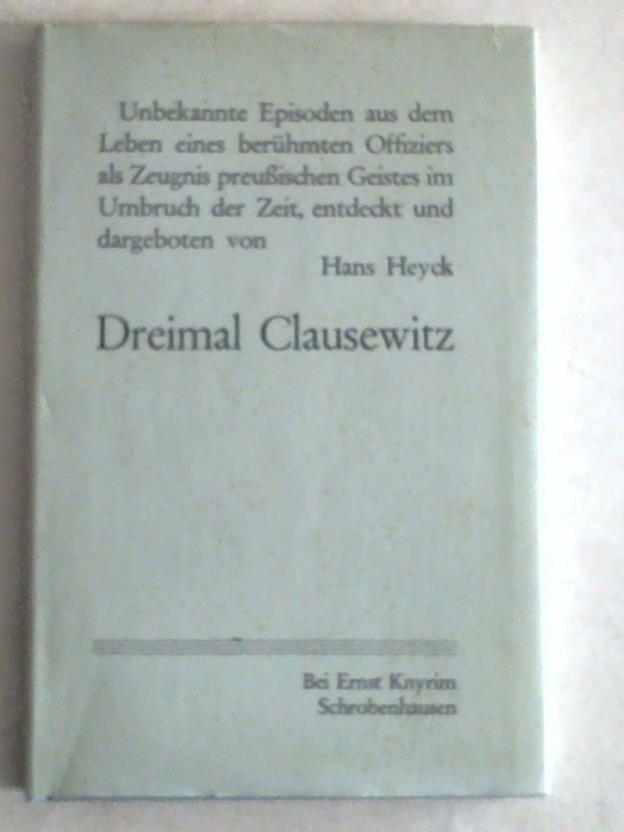 Unbekannte Episoden aus dem
Leben eines berühmten Offiziers
als Zeugnis preußischen Geistes im
Umbruch der Zeit, entdeckt und
dargeboten von
Hans Heyck
Dreimal Clausewitz
Bei Ernst Knyrim
Schrobenhausen